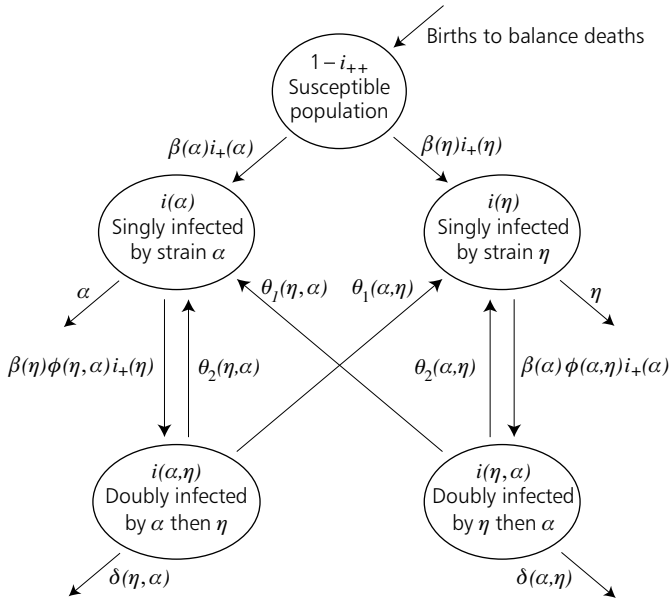 Births to balance deaths
1 – i₊₊
Susceptible
population
β(α)i₊(α)
β(η)i₊(η)
i(α)
Singly infected
by strain α
i(η)
Singly infected
by strain η
α
θ₁(η,α)
θ₁(α,η)
η
β(η)ϕ(η,α)i₊(η)
θ₂(η,α)
θ₂(α,η)
β(α)ϕ(α,η)i₊(α)
i(α,η)
Doubly infected
by α then η
i(η,α)
Doubly infected
by η then α
δ(η,α)
δ(α,η)